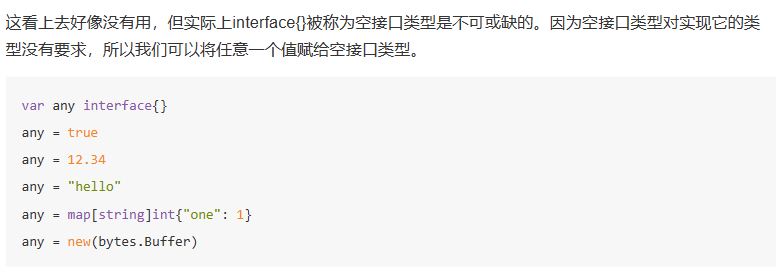 这看上去好像没有用，但实际上interface{}被称为空接口类型是不可或缺的。因为空接口类型对实现它的类
型没有要求，所以我们可以将任意一个值赋给空接口类型。
var any interface{}
any = true
any = 12.34
any = "hello"
any = map[string]int{"one": 1}
any = new(bytes.Buffer)